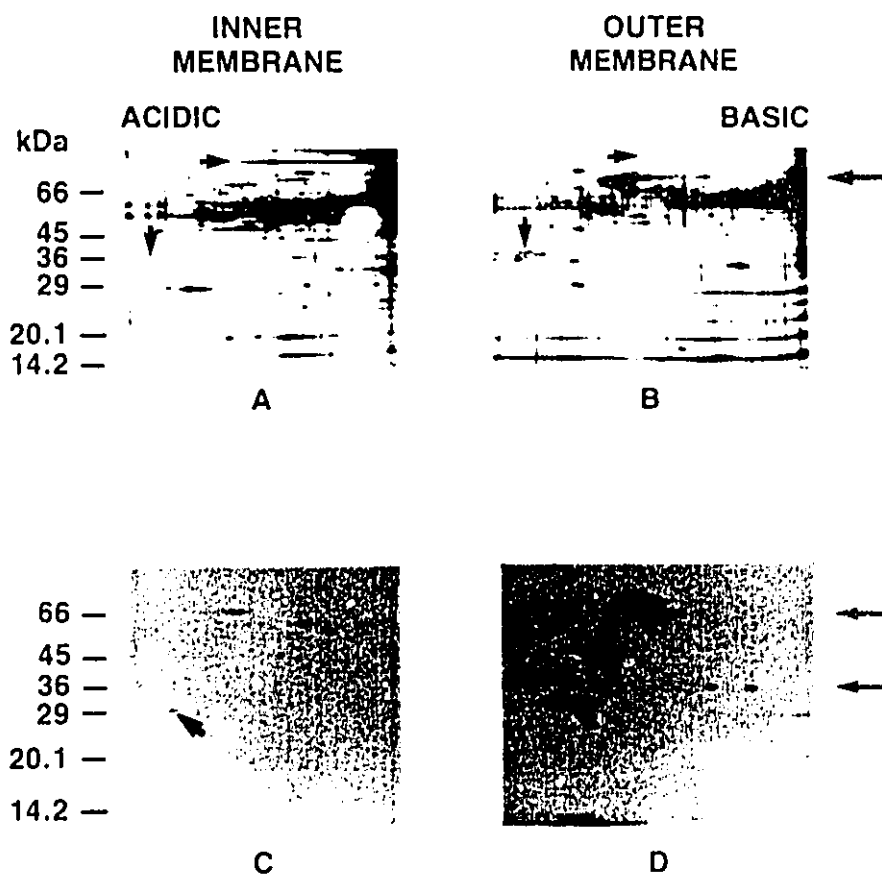 INNER
MEMBRANE
OUTER
MEMBRANE
ACIDIC
BASIC
kDa
66
45
36
29
20.1
14.2
A
B
66
45
36
29
20.1
14.2
C
D